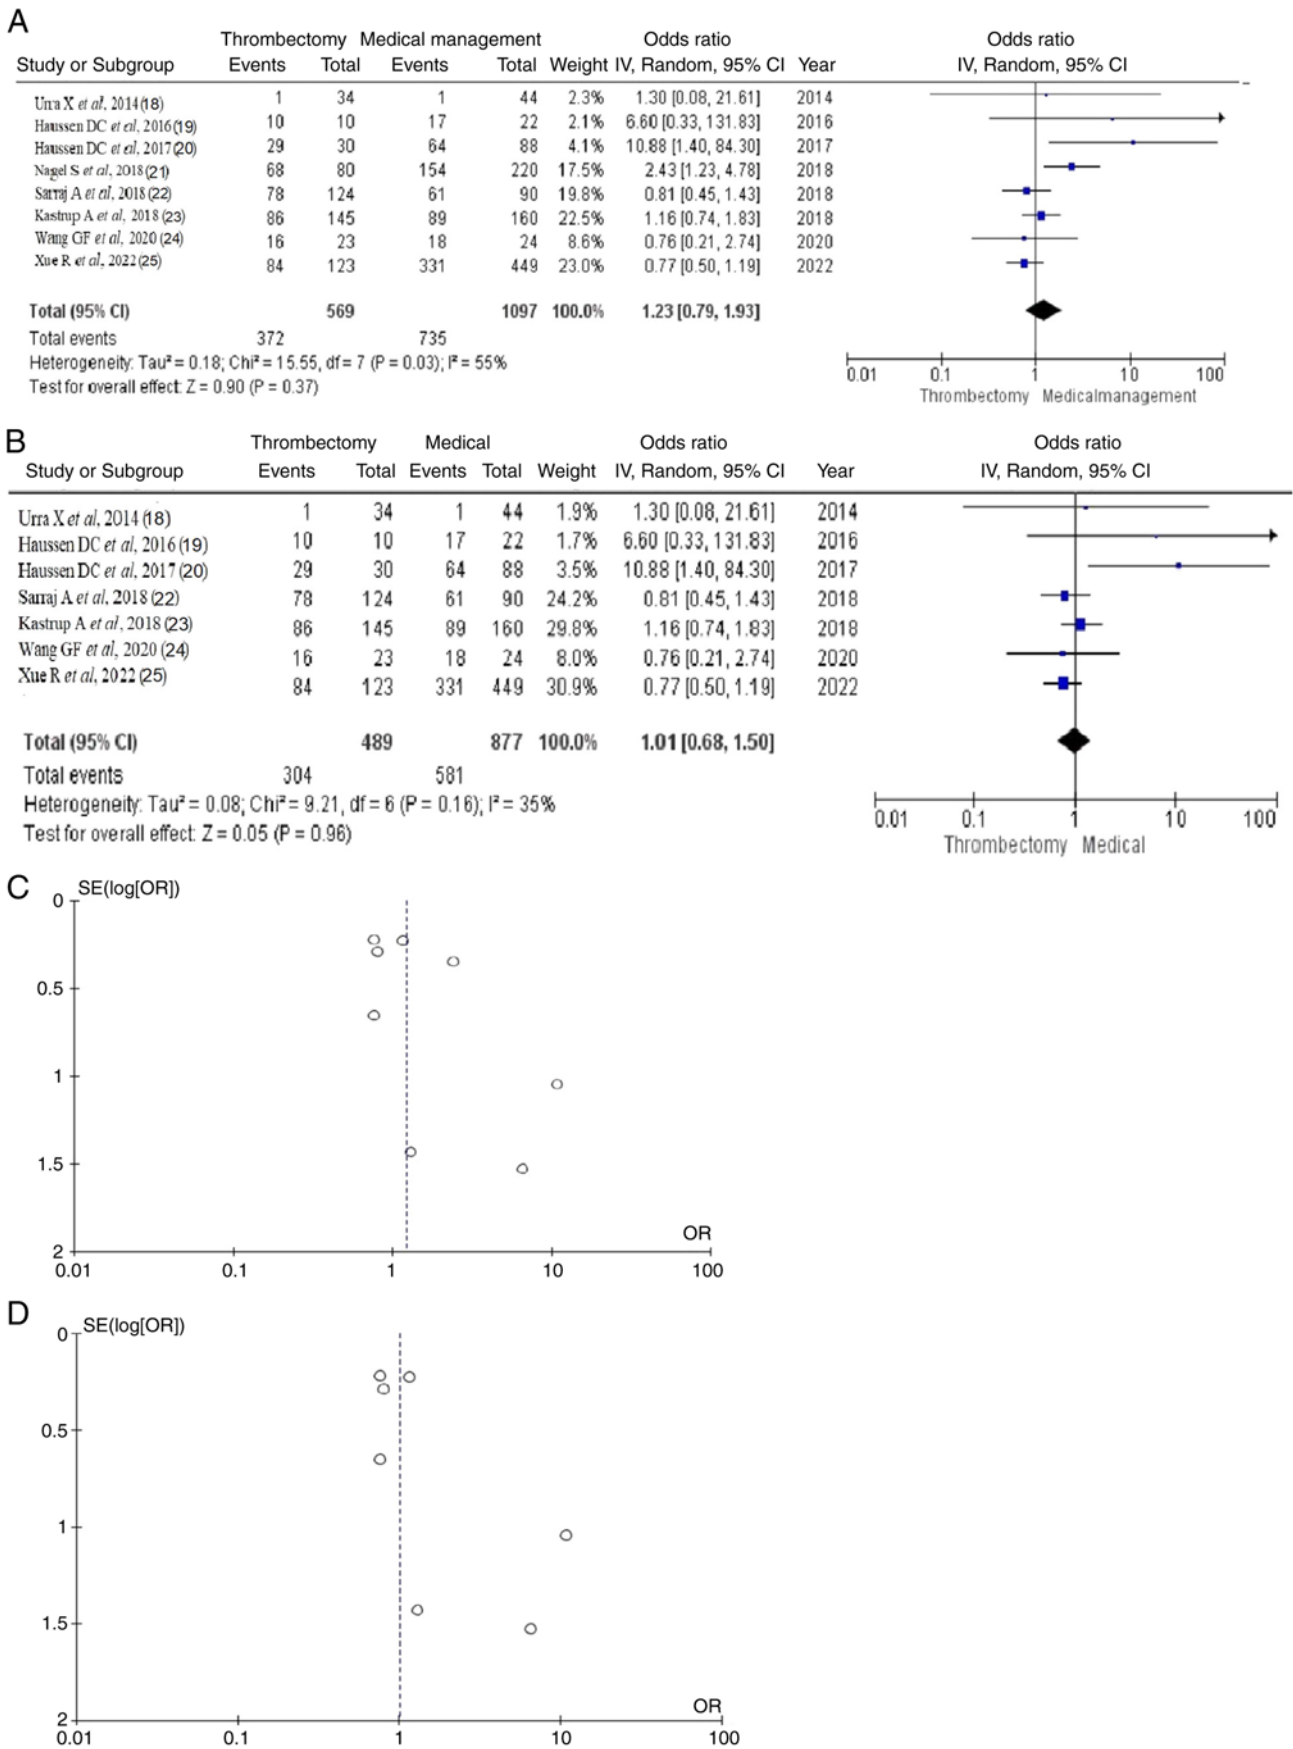 A
Thrombectomy Medical management Odds ratio Odds ratio
Study or Subgroup Events Total Events Total Weight IV, Random, 95% CI Year IV, Random, 95% CI
Urra X et al, 2014(18) 1 34 1 44 2.3% 1.30 [0.08, 21.61] 2014
Haussen DC et al, 2016(19) 10 10 17 22 2.1% 6.60 [0.33, 131.83] 2016
Haussen DC et al, 2017(20) 29 30 64 88 4.1% 10.88 [1.40, 84.30] 2017
Nagel S et al, 2018(21) 68 80 154 220 17.5% 2.43 [1.23, 4.78] 2018
Sarraj A et al, 2018(22) 78 124 61 90 19.8% 0.81 [0.45, 1.43] 2018
Kastrup A et al, 2018(23) 86 145 89 160 22.5% 1.16 [0.74, 1.83] 2018
Wang GF et al, 2020(24) 16 23 18 24 8.6% 0.76 [0.21, 2.74] 2020
Xue R et al, 2022(25) 84 123 331 449 23.0% 0.77 [0.50, 1.19] 2022
Total (95% CI) 569 1097 100.0% 1.23 [0.79, 1.93]
Total events 372 735
Heterogeneity: Tau² = 0.18; Chi² = 15.55, df = 7 (P = 0.03); I² = 55%
Test for overall effect: Z = 0.90 (P = 0.37)
0.01 0.1 1 10 100
Thrombectomy Medicalmanagement
B
Thrombectomy Medical Odds ratio Odds ratio
Study or Subgroup Events Total Events Total Weight IV, Random, 95% CI Year IV, Random, 95% CI
Urra X et al, 2014(18) 1 34 1 44 1.9% 1.30 [0.08, 21.61] 2014
Haussen DC et al, 2016(19) 10 10 17 22 1.7% 6.60 [0.33, 131.83] 2016
Haussen DC et al, 2017(20) 29 30 64 88 3.5% 10.88 [1.40, 84.30] 2017
Sarraj A et al, 2018(22) 78 124 61 90 24.2% 0.81 [0.45, 1.43] 2018
Kastrup A et al, 2018(23) 86 145 89 160 29.8% 1.16 [0.74, 1.83] 2018
Wang GF et al, 2020(24) 16 23 18 24 8.0% 0.76 [0.21, 2.74] 2020
Xue R et al, 2022(25) 84 123 331 449 30.9% 0.77 [0.50, 1.19] 2022
Total (95% CI) 489 877 100.0% 1.01 [0.68, 1.50]
Total events 304 581
Heterogeneity: Tau² = 0.08; Chi² = 9.21, df = 6 (P = 0.16); I² = 35%
Test for overall effect: Z = 0.05 (P = 0.96)
0.01 0.1 1 10 100
Thrombectomy Medical
C
SE(log[OR])
0
0.5
1
1.5
OR
2
0.01 0.1 1 10 100
D
SE(log[OR])
0
0.5
1
1.5
OR
2
0.01 0.1 1 10 100